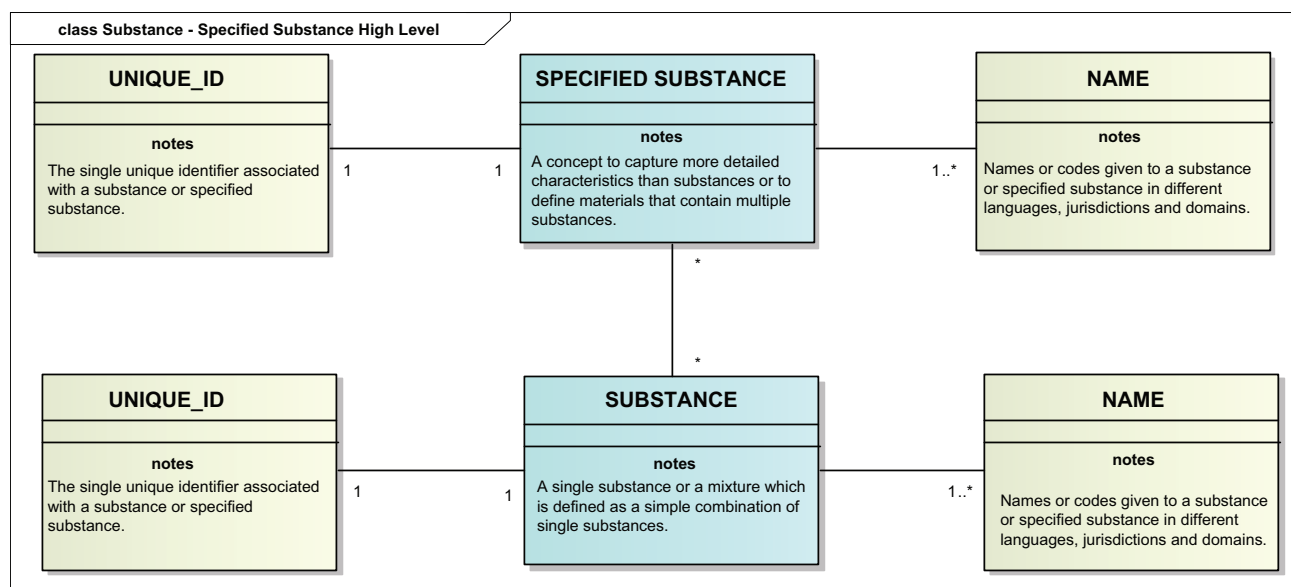 class Substance - Specified Substance High Level
UNIQUE_ID
notes
The single unique identifier associated
with a substance or specified
substance.
1
1
SPECIFIED SUBSTANCE
notes
A concept to capture more detailed
characteristics than substances or to
define materials that contain multiple
substances.
1..*
NAME
notes
Names or codes given to a substance
or specified substance in different
languages, jurisdictions and domains.
*
*
UNIQUE_ID
notes
The single unique identifier associated
with a substance or specified
substance.
1
1
SUBSTANCE
notes
A single substance or a mixture which
is defined as a simple combination of
single substances.
1..*
NAME
notes
Names or codes given to a substance
or specified substance in different
languages, jurisdictions and domains.